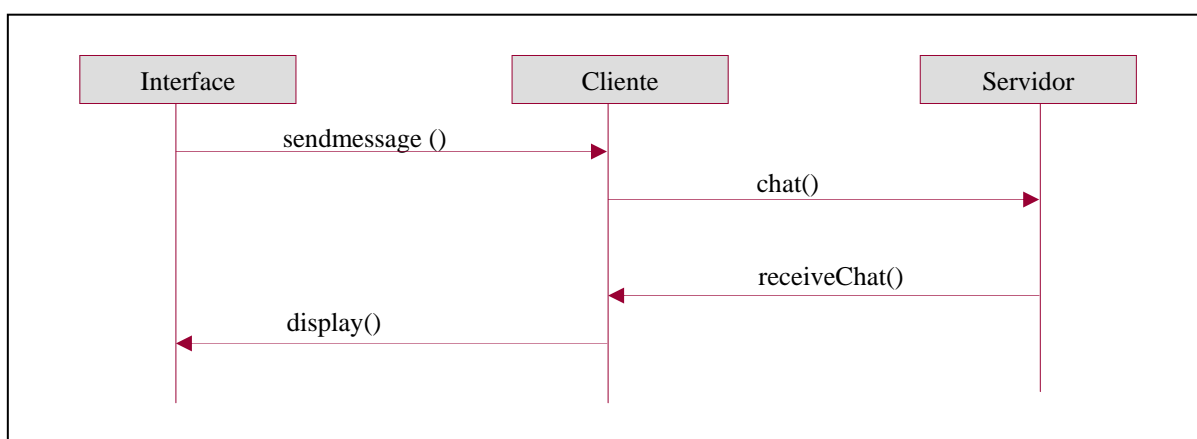 Interface
Cliente
Servidor
sendmessage ()
chat()
receiveChat()
display()